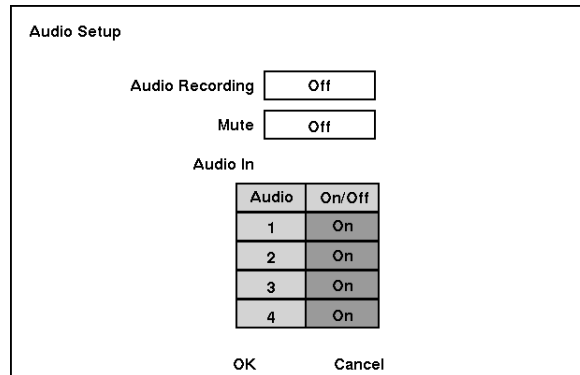 Audio Setup
Audio Recording Off
Mute Off
Audio In
Audio On/Off
1 On
2 On
3 On
4 On
OK Cancel